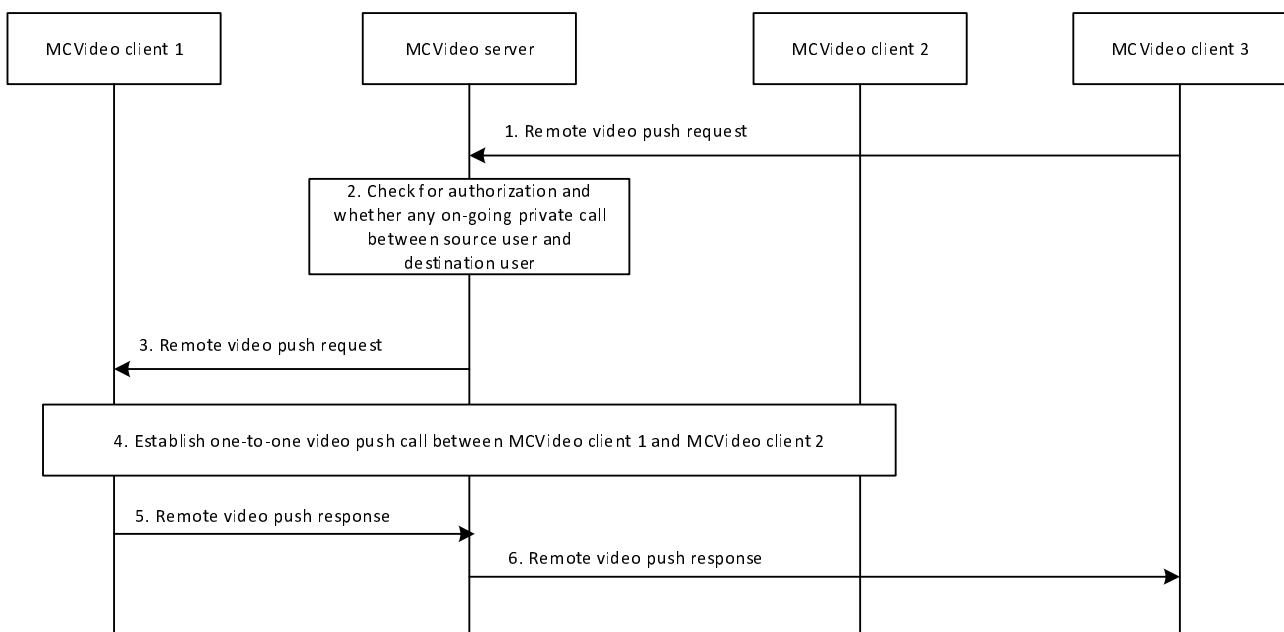 MCVideo client 1
MCVideo server
MCVideo client 2
MCVideo client 3
1. Remote video push request
2. Check for authorization and
whether any on-going private call
between source user and
destination user
3. Remote video push request
4. Establish one-to-one video push call between MCVideo client 1 and MCVideo client 2
5. Remote video push response
6. Remote video push response